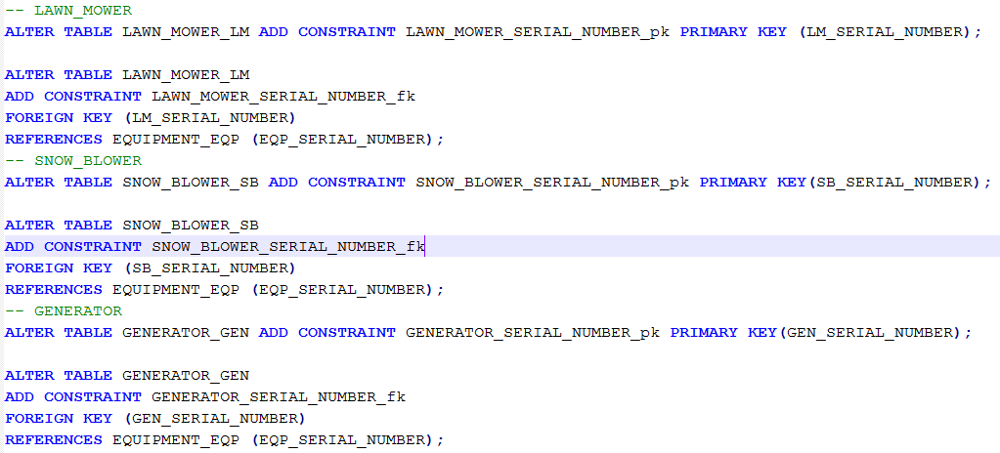 -- LAWN_MOWER
ALTER TABLE LAWN_MOWER_LM ADD CONSTRAINT LAWN_MOWER_SERIAL_NUMBER_pk PRIMARY KEY (LM_SERIAL_NUMBER);
ALTER TABLE LAWN_MOWER_LM
ADD CONSTRAINT LAWN_MOWER_SERIAL_NUMBER_fk
FOREIGN KEY (LM_SERIAL_NUMBER)
REFERENCES EQUIPMENT_EQP (EQP_SERIAL_NUMBER);
-- SNOW_BLOWER
ALTER TABLE SNOW_BLOWER_SB ADD CONSTRAINT SNOW_BLOWER_SERIAL_NUMBER_pk PRIMARY KEY(SB_SERIAL_NUMBER);
ALTER TABLE SNOW_BLOWER_SB
ADD CONSTRAINT SNOW_BLOWER_SERIAL_NUMBER_fk
FOREIGN KEY (SB_SERIAL_NUMBER)
REFERENCES EQUIPMENT_EQP (EQP_SERIAL_NUMBER);
-- GENERATOR
ALTER TABLE GENERATOR_GEN ADD CONSTRAINT GENERATOR_SERIAL_NUMBER_pk PRIMARY KEY(GEN_SERIAL_NUMBER);
ALTER TABLE GENERATOR_GEN
ADD CONSTRAINT GENERATOR_SERIAL_NUMBER_fk
FOREIGN KEY (GEN_SERIAL_NUMBER)
REFERENCES EQUIPMENT_EQP (EQP_SERIAL_NUMBER);